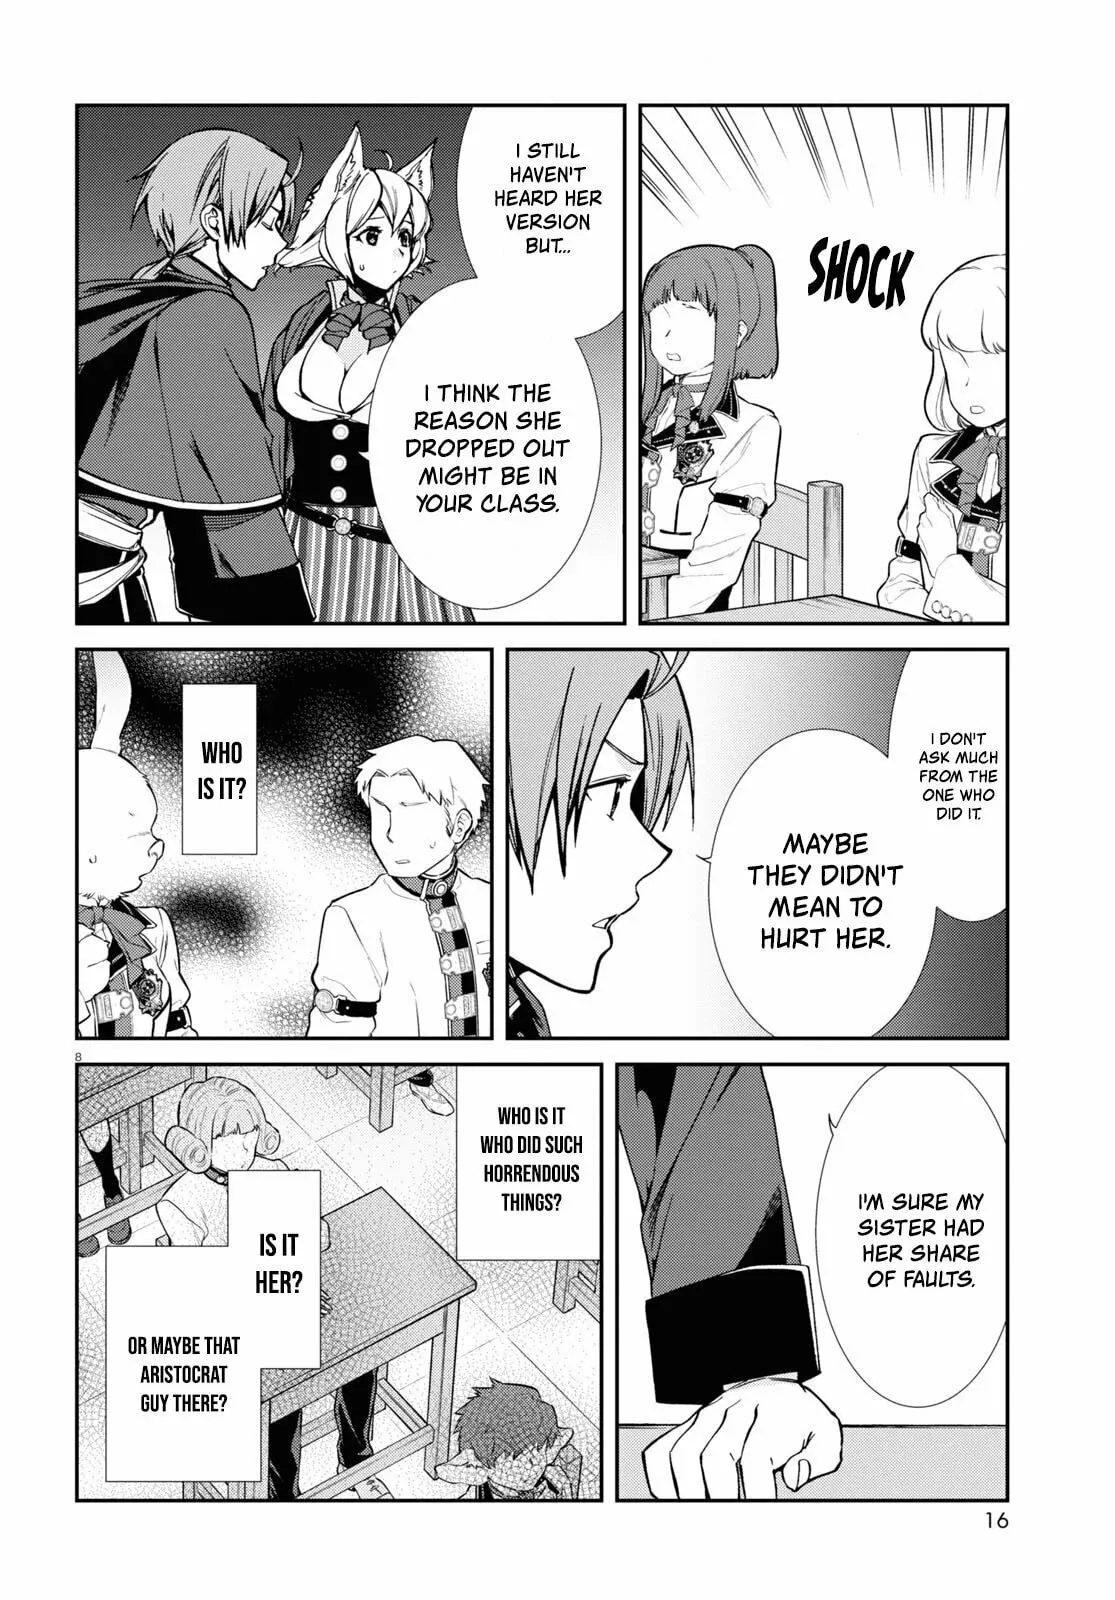 SHOCK
I STILL
HAVEN'T
HEARD HER
VERSION
BUT...
I THINK THE
REASON SHE
DROPPED OUT
MIGHT BE IN
YOUR CLASS.
I DON'T
ASK MUCH
FROM THE
ONE WHO
DID IT.
MAYBE
THEY DIDN'T
MEAN TO
HURT HER.
WHO
IS IT?
8
I'M SURE MY
SISTER HAD
HER SHARE
OF FAULTS.
WHO IS IT
WHO DID SUCH
HORRENDOUS
THINGS?
IS IT
HER?
OR MAYBE THAT
ARISTOCRAT
GUY THERE?
16